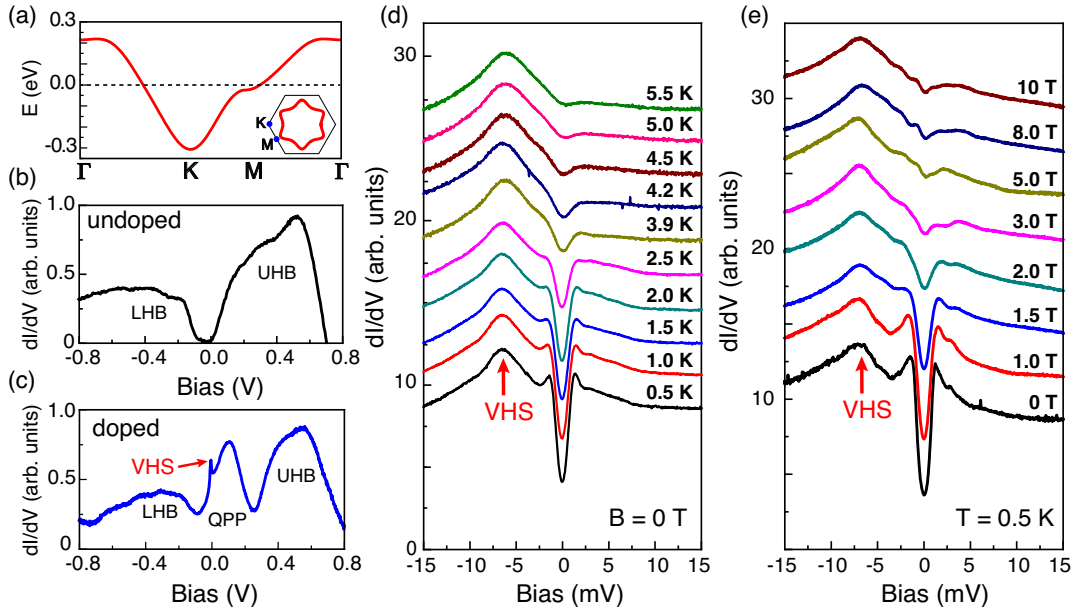 (a)
0.3
0.0
-0.3
E (eV)
K
M
Γ K M Γ
(b)
undoped
1.0
0.5
0
dI/dV (arb. units)
LHB
UHB
-0.8 -0.4 0.0 0.4 0.8
Bias (V)
(c)
doped
1.0
0.5
0
dI/dV (arb. units)
VHS
LHB
QPP
UHB
-0.8 -0.4 0.0 0.4 0.8
Bias (V)
(d)
30
20
10
0
dI/dV (arb. units)
5.5 K
5.0 K
4.5 K
4.2 K
3.9 K
2.5 K
2.0 K
1.5 K
1.0 K
0.5 K
VHS
B = 0 T
-15 -10 -5 0 5 10 15
Bias (mV)
(e)
30
20
10
dI/dV (arb. units)
10 T
8.0 T
5.0 T
3.0 T
2.0 T
1.5 T
1.0 T
0 T
VHS
T = 0.5 K
-15 -10 -5 0 5 10 15
Bias (mV)